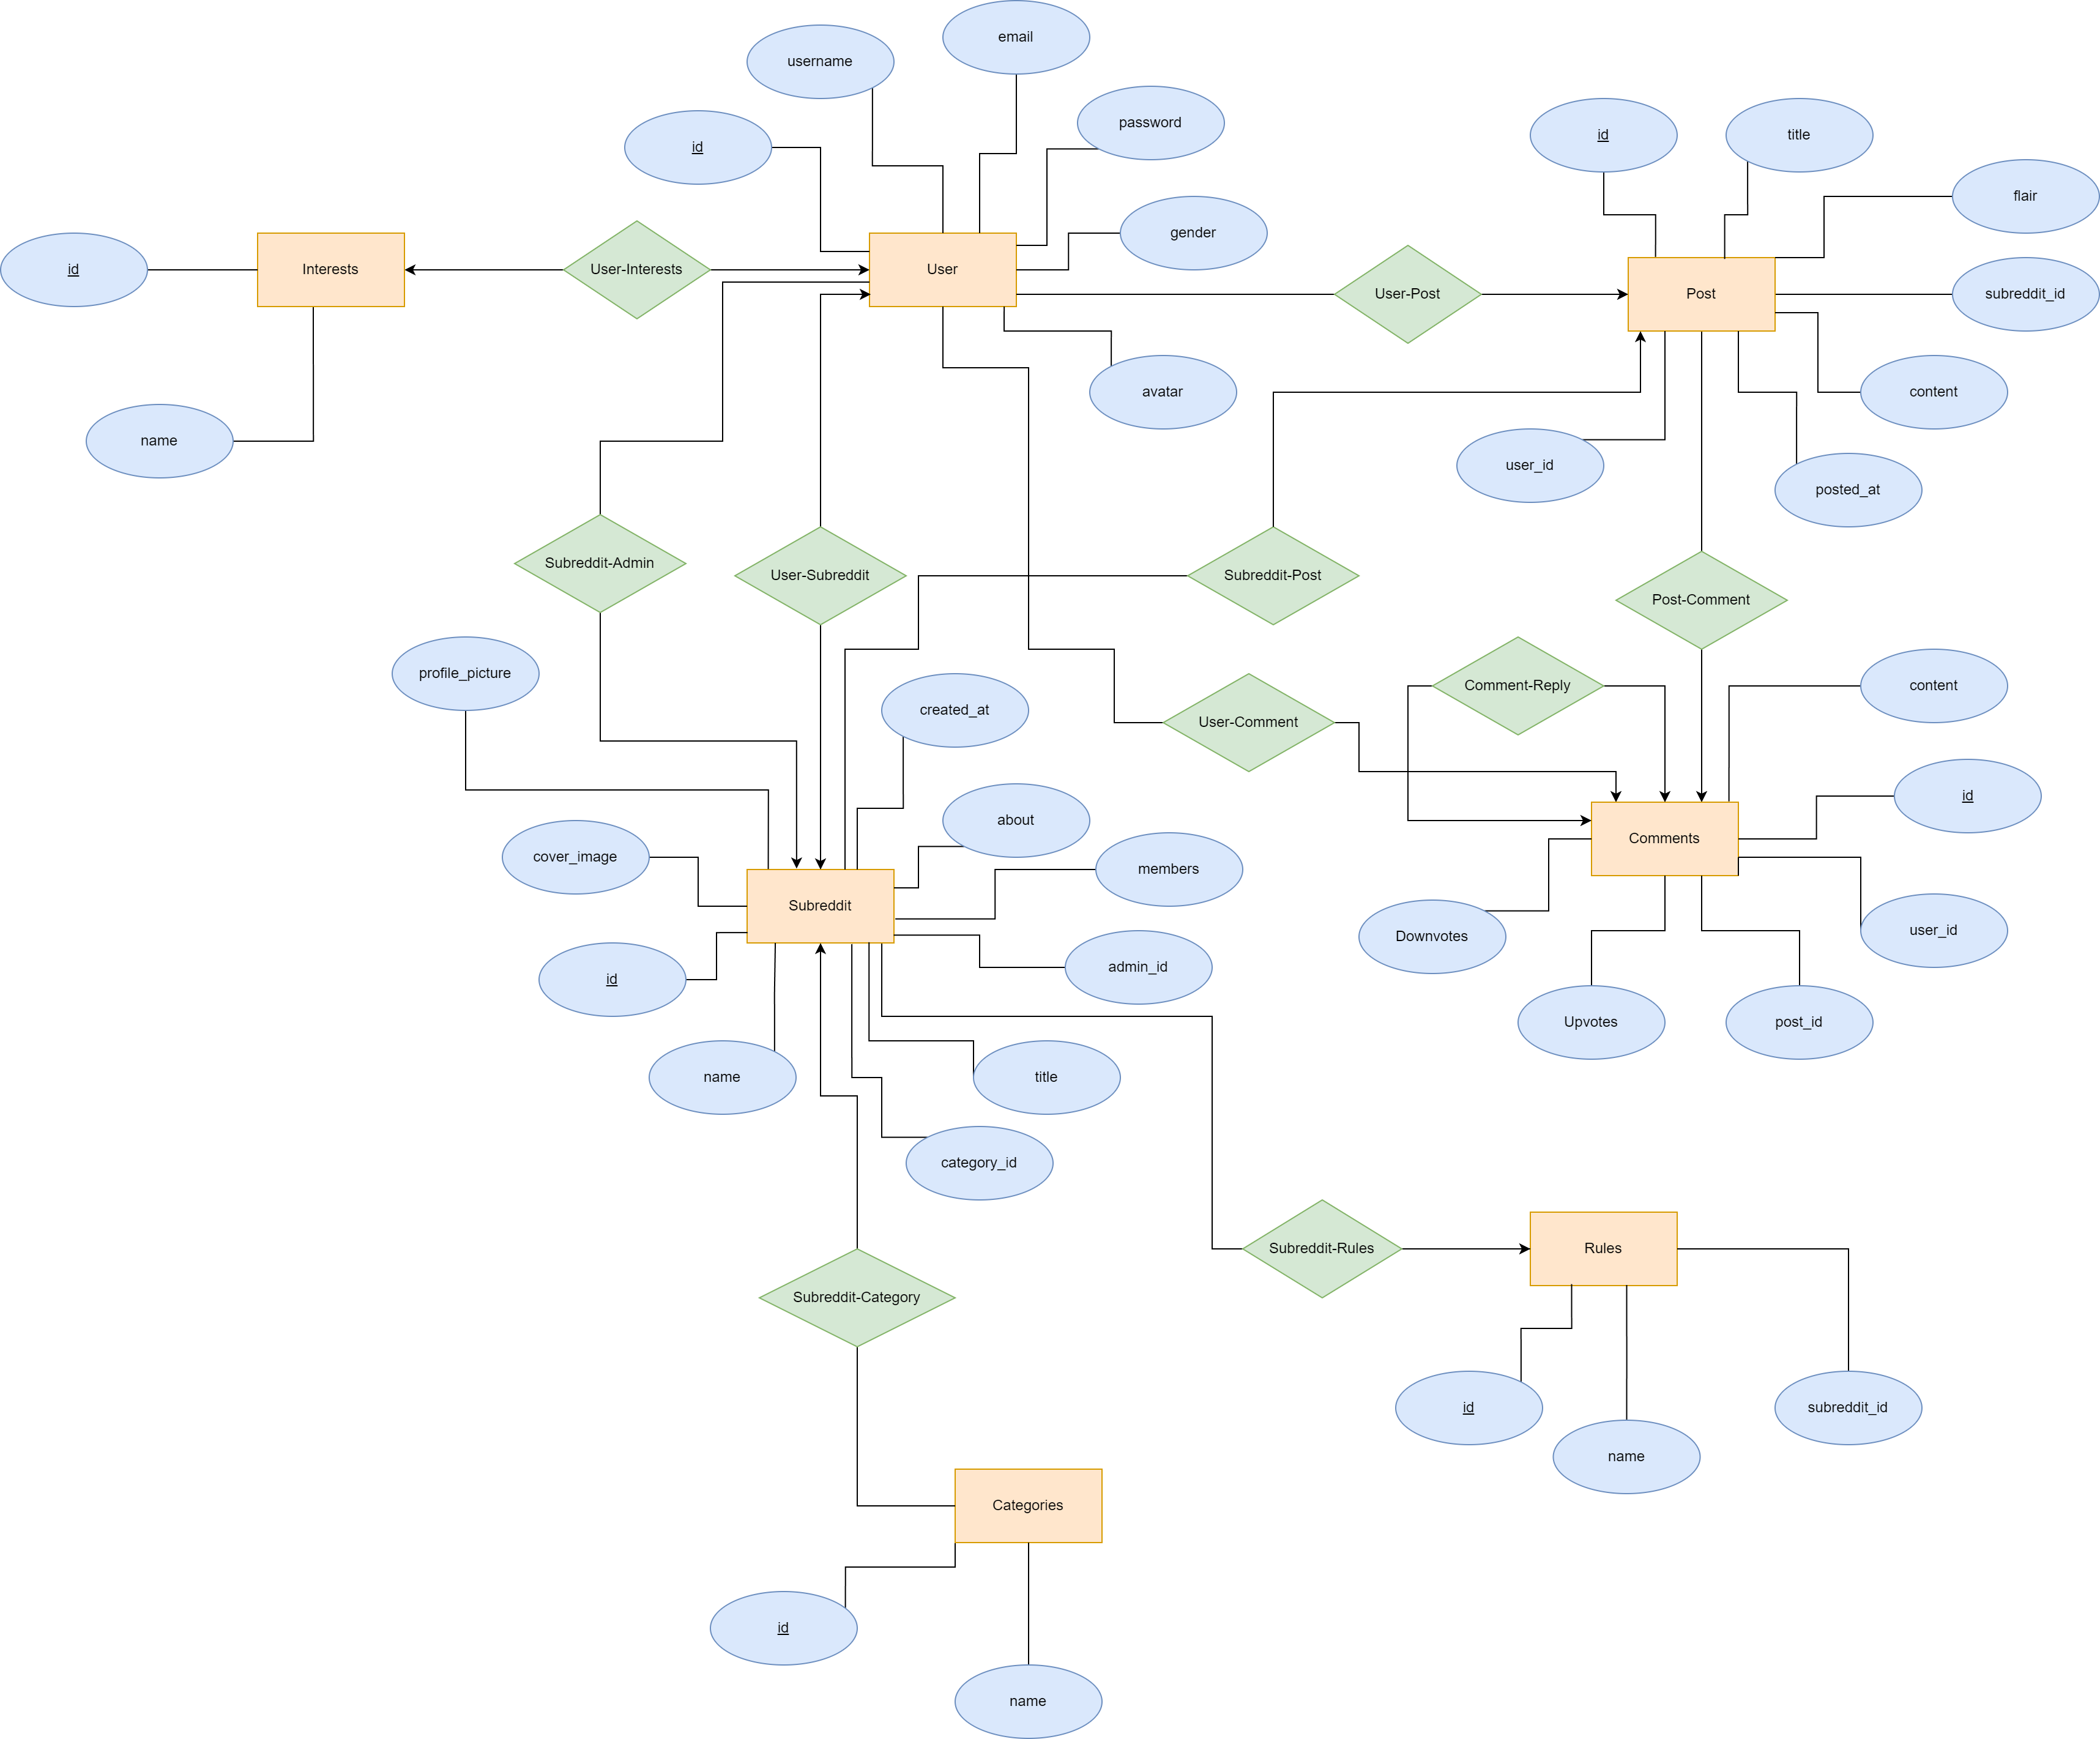 email
username
password
id
id
title
flair
gender
id
Interests
User-Interests
User
User-Post
Post
subreddit_id
avatar
content
name
user_id
posted_at
Subreddit-Admin
User-Subreddit
Subreddit-Post
Post-Comment
profile_picture
Comment-Reply
content
created_at
User-Comment
id
about
Comments
cover_image
members
Subreddit
user_id
Downvotes
admin_id
id
Upvotes
post_id
name
title
category_id
Subreddit-Rules
Rules
Subreddit-Category
id
subreddit_id
name
Categories
id
name